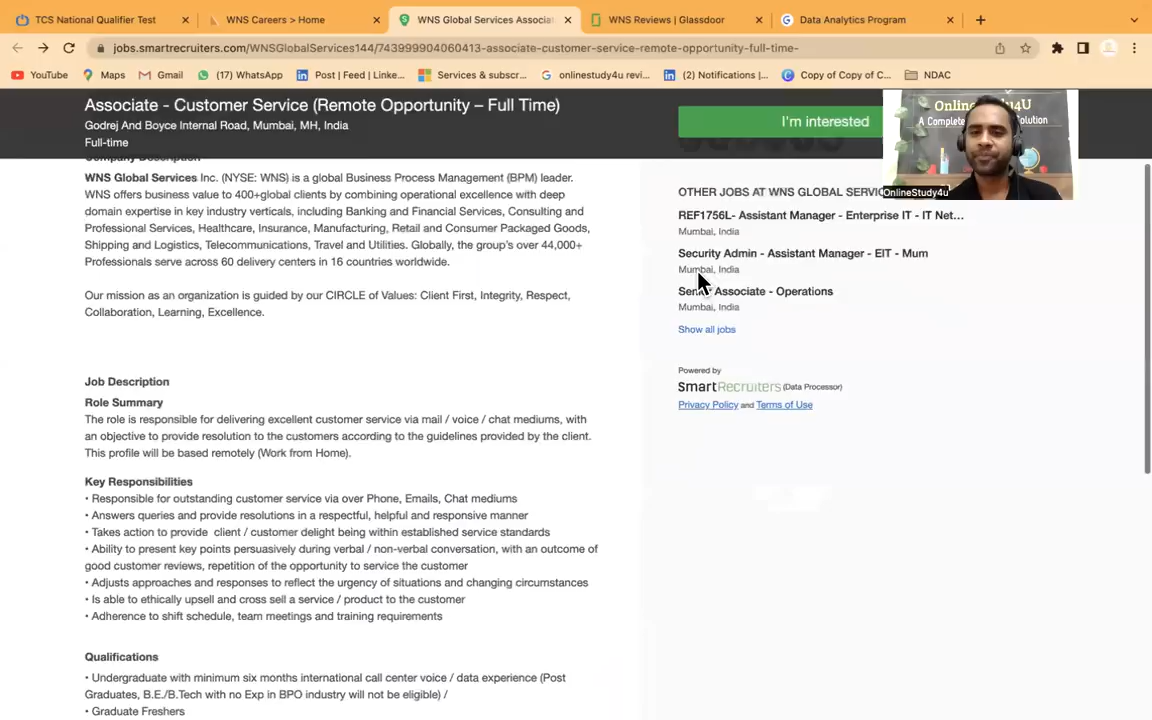 TCS National Qualifier Test
WNS Careers > Home
WNS Global Services Associat
WNS Reviews | Glassdoor
Data Analytics Program
jobs.smartrecruiters.com/WNSGlobalServices144/743999904060413-associate-customer-service-remote-opportunity-full-time-
YouTube
Maps
Gmail
(17) WhatsApp
Post | Feed | Linke...
Services & subscr...
onlinestudy4u revi...
(2) Notifications |...
Copy of Copy of C...
NDAC
Associate - Customer Service (Remote Opportunity – Full Time)
Godrej And Boyce Internal Road, Mumbai, MH, India
Full-time
I'm interested
OnlineStudy4U
A Complete
Solution
OnlineStudy4u
Company Description
WNS Global Services Inc. (NYSE: WNS) is a global Business Process Management (BPM) leader.
WNS offers business value to 400+global clients by combining operational excellence with deep
domain expertise in key industry verticals, including Banking and Financial Services, Consulting and
Professional Services, Healthcare, Insurance, Manufacturing, Retail and Consumer Packaged Goods,
Shipping and Logistics, Telecommunications, Travel and Utilities. Globally, the group's over 44,000+
Professionals serve across 60 delivery centers in 16 countries worldwide.
Our mission as an organization is guided by our CIRCLE of Values: Client First, Integrity, Respect,
Collaboration, Learning, Excellence.
Job Description
Role Summary
The role is responsible for delivering excellent customer service via mail / voice / chat mediums, with
an objective to provide resolution to the customers according to the guidelines provided by the client.
This profile will be based remotely (Work from Home).
Key Responsibilities
• Responsible for outstanding customer service via over Phone, Emails, Chat mediums
• Answers queries and provide resolutions in a respectful, helpful and responsive manner
• Takes action to provide client / customer delight being within established service standards
• Ability to present key points persuasively during verbal / non-verbal conversation, with an outcome of
good customer reviews, repetition of the opportunity to service the customer
• Adjusts approaches and responses to reflect the urgency of situations and changing circumstances
• Is able to ethically upsell and cross sell a service / product to the customer
• Adherence to shift schedule, team meetings and training requirements
Qualifications
• Undergraduate with minimum six months international call center voice / data experience (Post
Graduates, B.E./B.Tech with no Exp in BPO industry will not be eligible) /
• Graduate Freshers
OTHER JOBS AT WNS GLOBAL SERVIC
REF1756L- Assistant Manager - Enterprise IT - IT Net...
Mumbai, India
Security Admin - Assistant Manager - EIT - Mum
Mumbai, India
Associate - Operations
Mumbai, India
Show all jobs
Powered by
SmartRecruiters (Data Processor)
Privacy Policy and Terms of Use